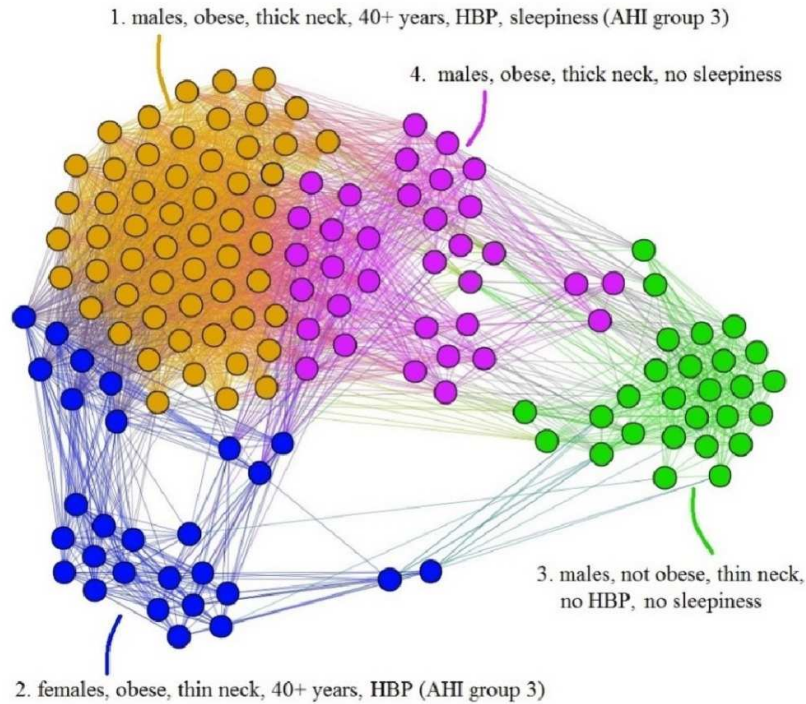 1. males, obese, thick neck, 40+ years, HBP, sleepiness (AHI group 3)
4. males, obese, thick neck, no sleepiness
3. males, not obese, thin neck,
no HBP, no sleepiness
2. females, obese, thin neck, 40+ years, HBP (AHI group 3)